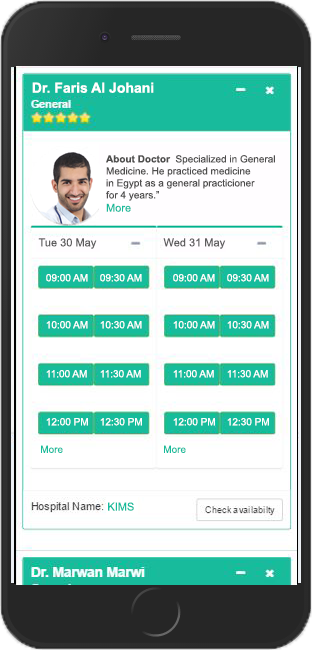 Dr. Faris Al Johani
General
About Doctor Specialized in General
Medicine. He practiced medicine
in Egypt as a general practicioner
for 4 years.”
More
Tue 30 May
Wed 31 May
09:00 AM 09:30 AM 09:00 AM 09:30 AM
10:00 AM 10:30 AM 10:00 AM 10:30 AM
11:00 AM 11:30 AM 11:00 AM 11:30 AM
12:00 PM 12:30 PM 12:00 PM 12:30 PM
More More
Hospital Name: KIMS
Check availabilty
Dr. Marwan Marwi